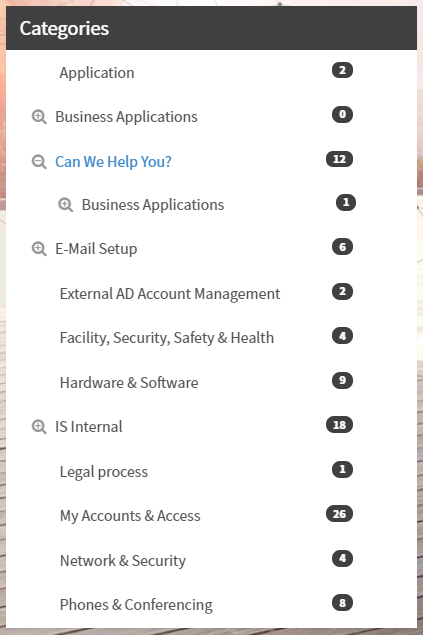 Categories
Application 2
Business Applications 0
Can We Help You? 12
Business Applications 1
E-Mail Setup 6
External AD Account Management 2
Facility, Security, Safety & Health 4
Hardware & Software 9
IS Internal 18
Legal process 1
My Accounts & Access 26
Network & Security 4
Phones & Conferencing 8